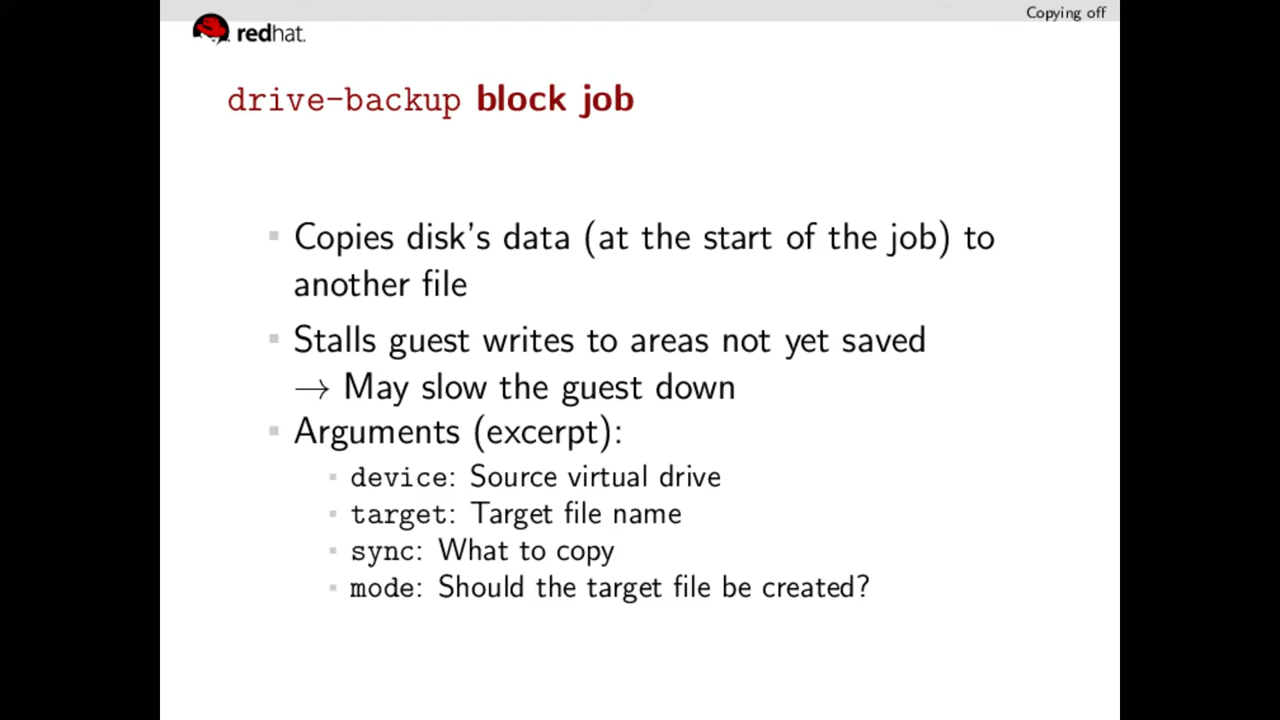 Copying off
redhat.
drive-backup block job
Copies disk's data (at the start of the job) to
another file
Stalls guest writes to areas not yet saved
→ May slow the guest down
Arguments (excerpt):
device: Source virtual drive
target: Target file name
sync: What to copy
mode: Should the target file be created?